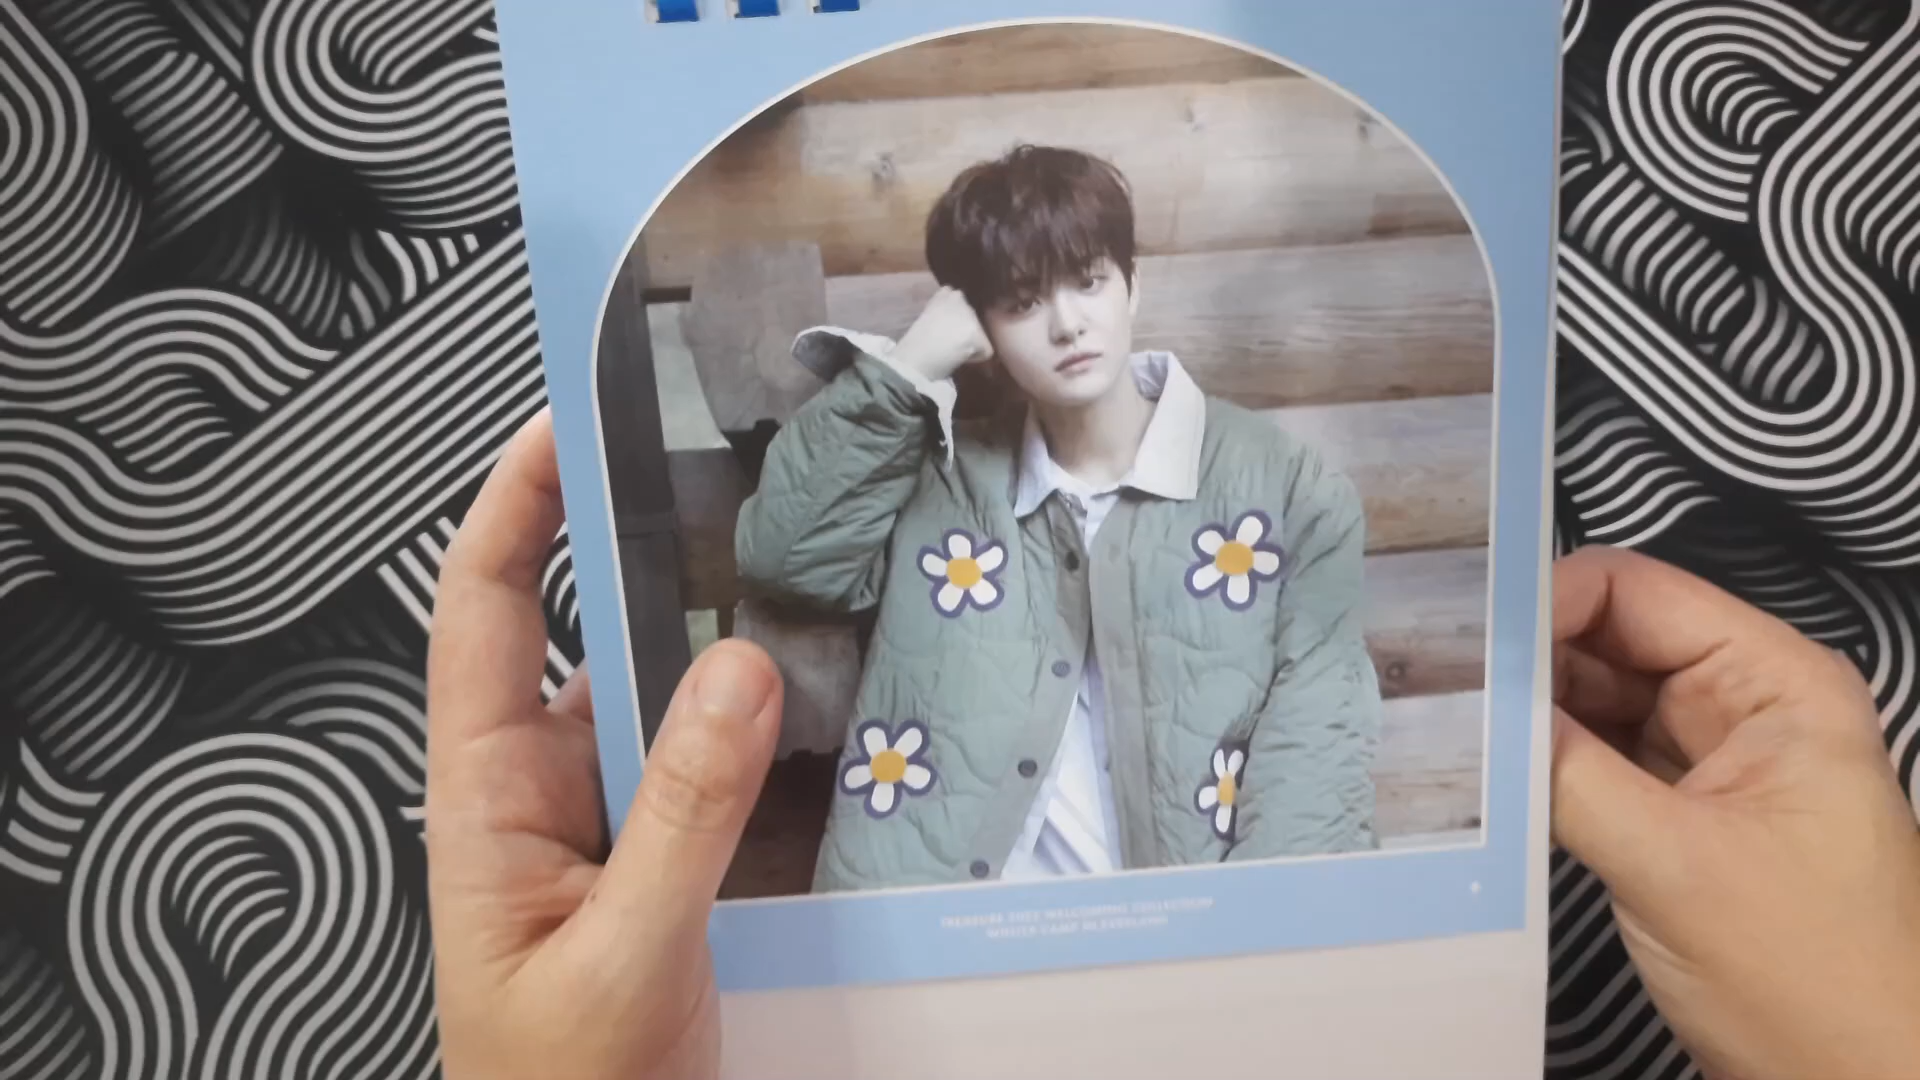 TREASURE 2022 WELCOMING COLLECTION
WHITE CAMP IN EVERLAND